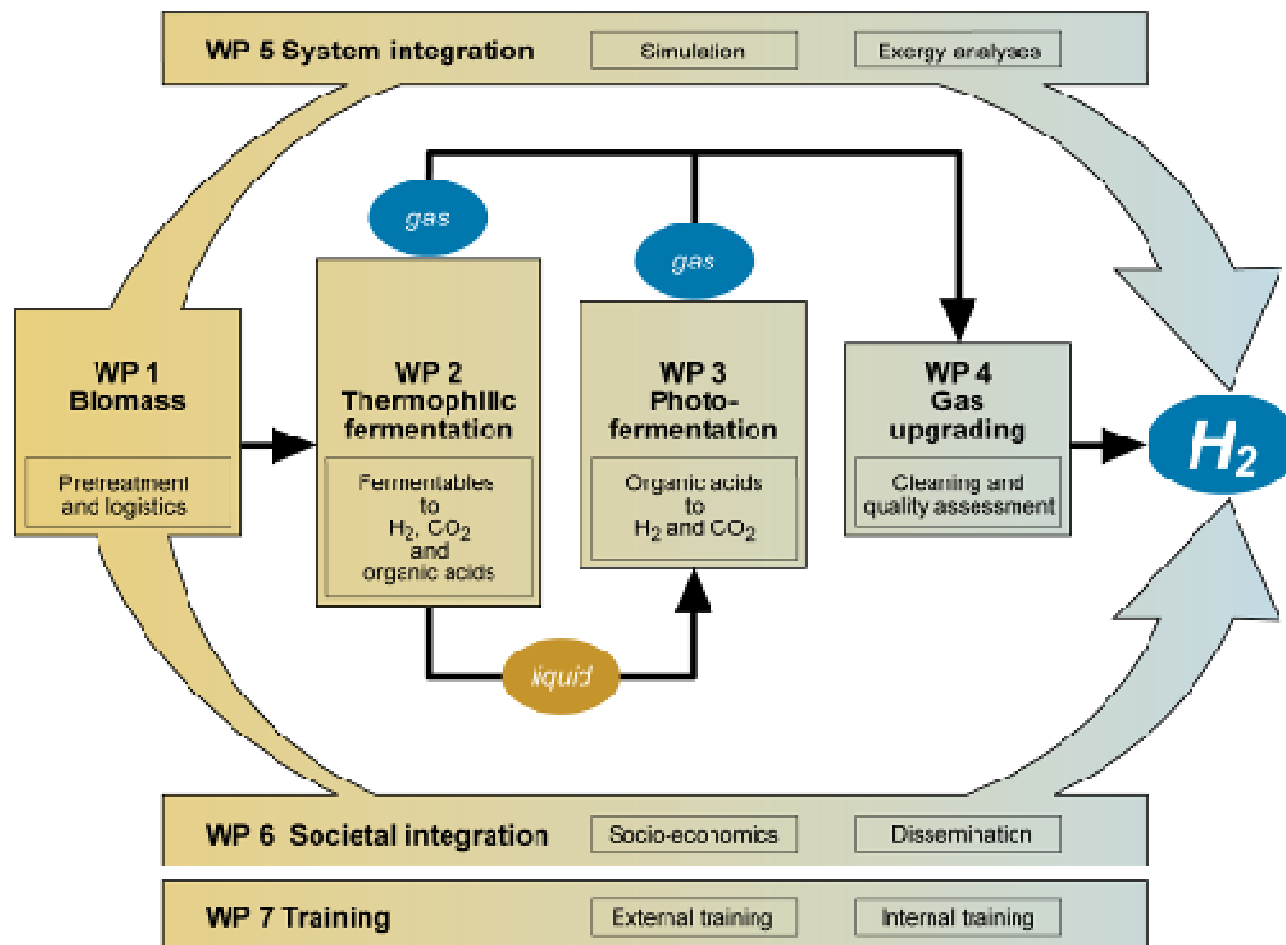 WP 5 System integration
Simulation
Exergy analyses
gas
gas
WP 1
Biomass
Pretreatment
and logistics
WP 2
Thermophilic
fermentation
Fermentables
to
H₂, CO₂
and
organic acids
WP 3
Photo-
fermentation
Organic acids
to
H₂ and CO₂
WP 4
Gas
upgrading
Cleaning and
quality assessment
H₂
liquid
WP 6 Societal integration
Socio-economics
Dissemination
WP 7 Training
External training
Internal training